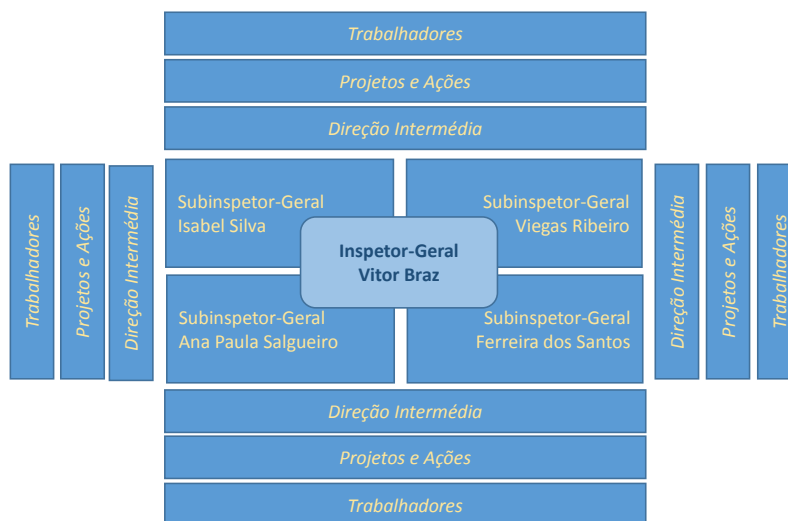 Trabalhadores
Projetos e Ações
Direção Intermédia
Trabalhadores
Projetos e Ações
Direção Intermédia
Subinspetor-Geral
Isabel Silva
Subinspetor-Geral
Viegas Ribeiro
Inspetor-Geral
Vitor Braz
Subinspetor-Geral
Ana Paula Salgueiro
Subinspetor-Geral
Ferreira dos Santos
Direção Intermédia
Projetos e Ações
Trabalhadores
Direção Intermédia
Projetos e Ações
Trabalhadores